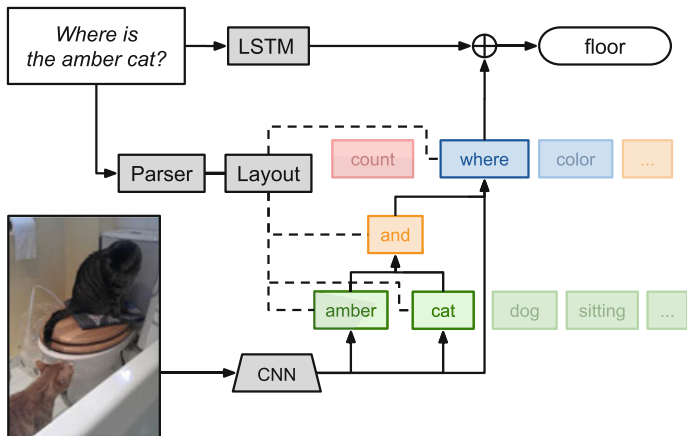 Where is
the amber cat?
LSTM
floor
Parser
Layout
count
where
color
...
and
amber
cat
dog
sitting
...
CNN